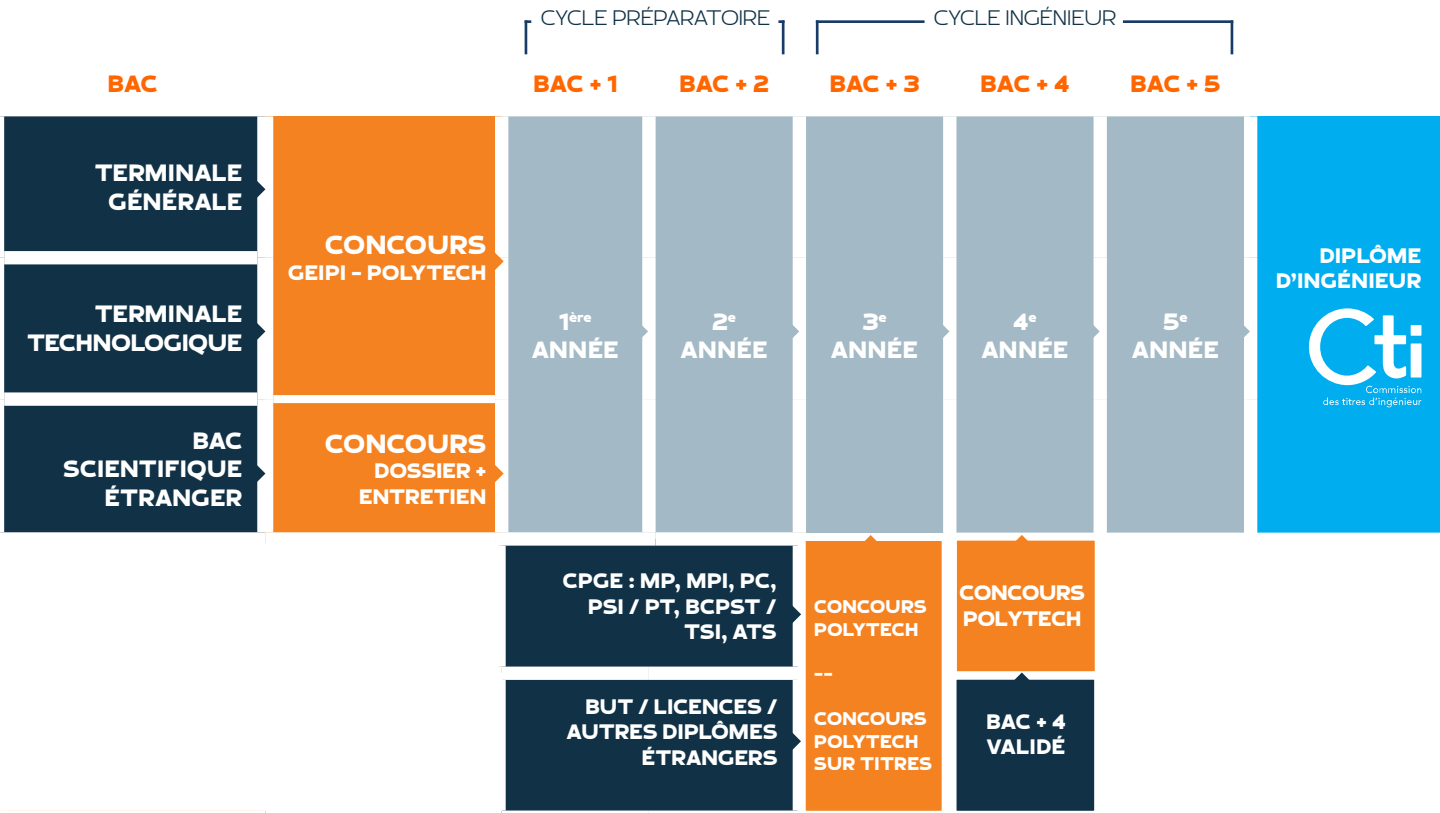 CYCLE PRÉPARATOIRE
CYCLE INGÉNIEUR
BAC
BAC + 1
BAC + 2
BAC + 3
BAC + 4
BAC + 5
TERMINALE
GÉNÉRALE
TERMINALE
TECHNOLOGIQUE
BAC
SCIENTIFIQUE
ÉTRANGER
CONCOURS
GEIPI - POLYTECH
CONCOURS
DOSSIER +
ENTRETIEN
1ère
ANNÉE
2e
ANNÉE
3e
ANNÉE
4e
ANNÉE
5e
ANNÉE
DIPLÔME
D'INGÉNIEUR
Cti
Commission
des titres d'ingénieur
CPGE : MP, MPI, PC,
PSI / PT, BCPST /
TSI, ATS
BUT / LICENCES /
AUTRES DIPLÔMES
ÉTRANGERS
CONCOURS
POLYTECH
--
CONCOURS
POLYTECH
SUR TITRES
CONCOURS
POLYTECH
BAC + 4
VALIDÉ